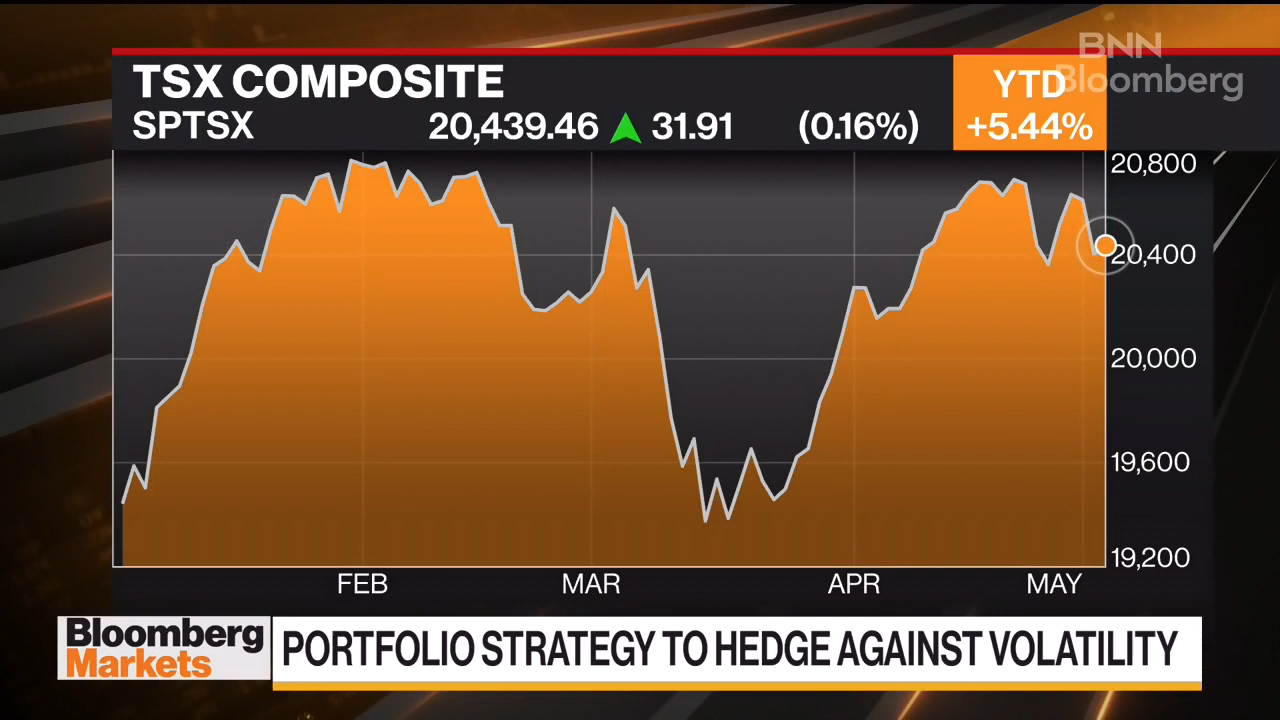 BNN
Bloomberg
TSX COMPOSITE
SPTSX 20,439.46 31.91 (0.16%)
YTD
+5.44%
20,800
20,400
20,000
19,600
19,200
FEB MAR APR MAY
Bloomberg
Markets
PORTFOLIO STRATEGY TO HEDGE AGAINST VOLATILITY